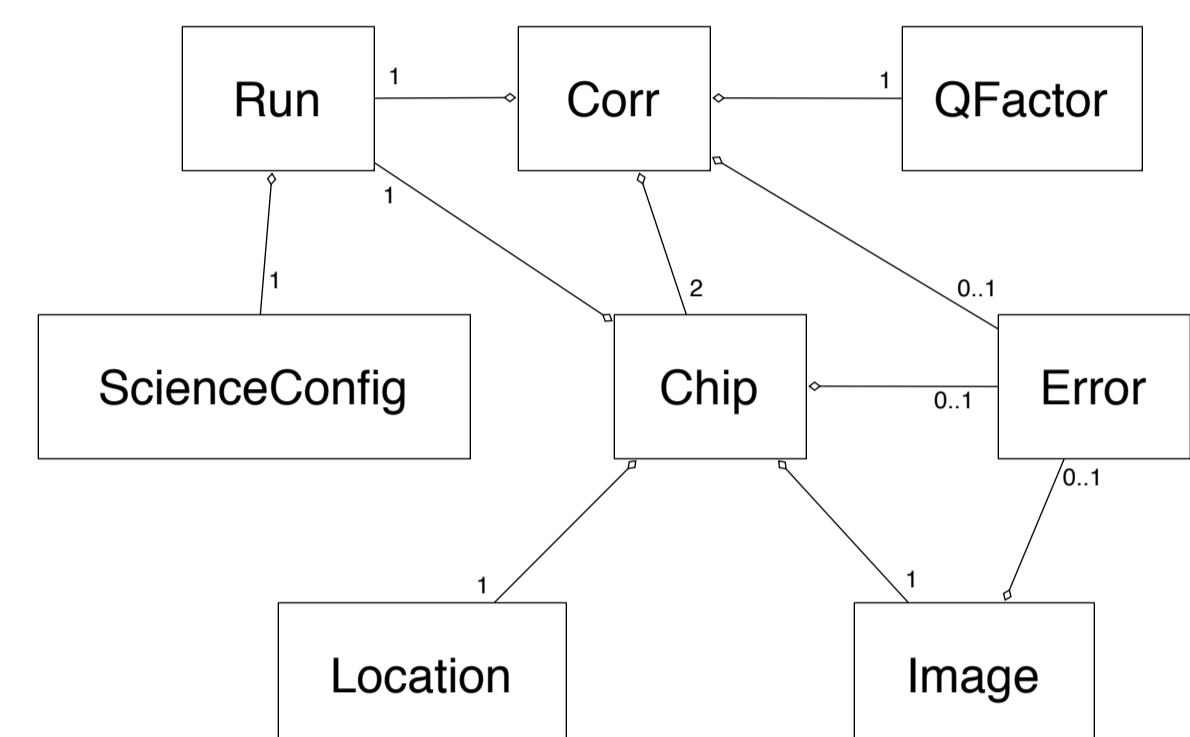 Run
1
Corr
1
QFactor
1
1
2
0..1
ScienceConfig
Chip
0..1
Error
0..1
1
1
Location
Image